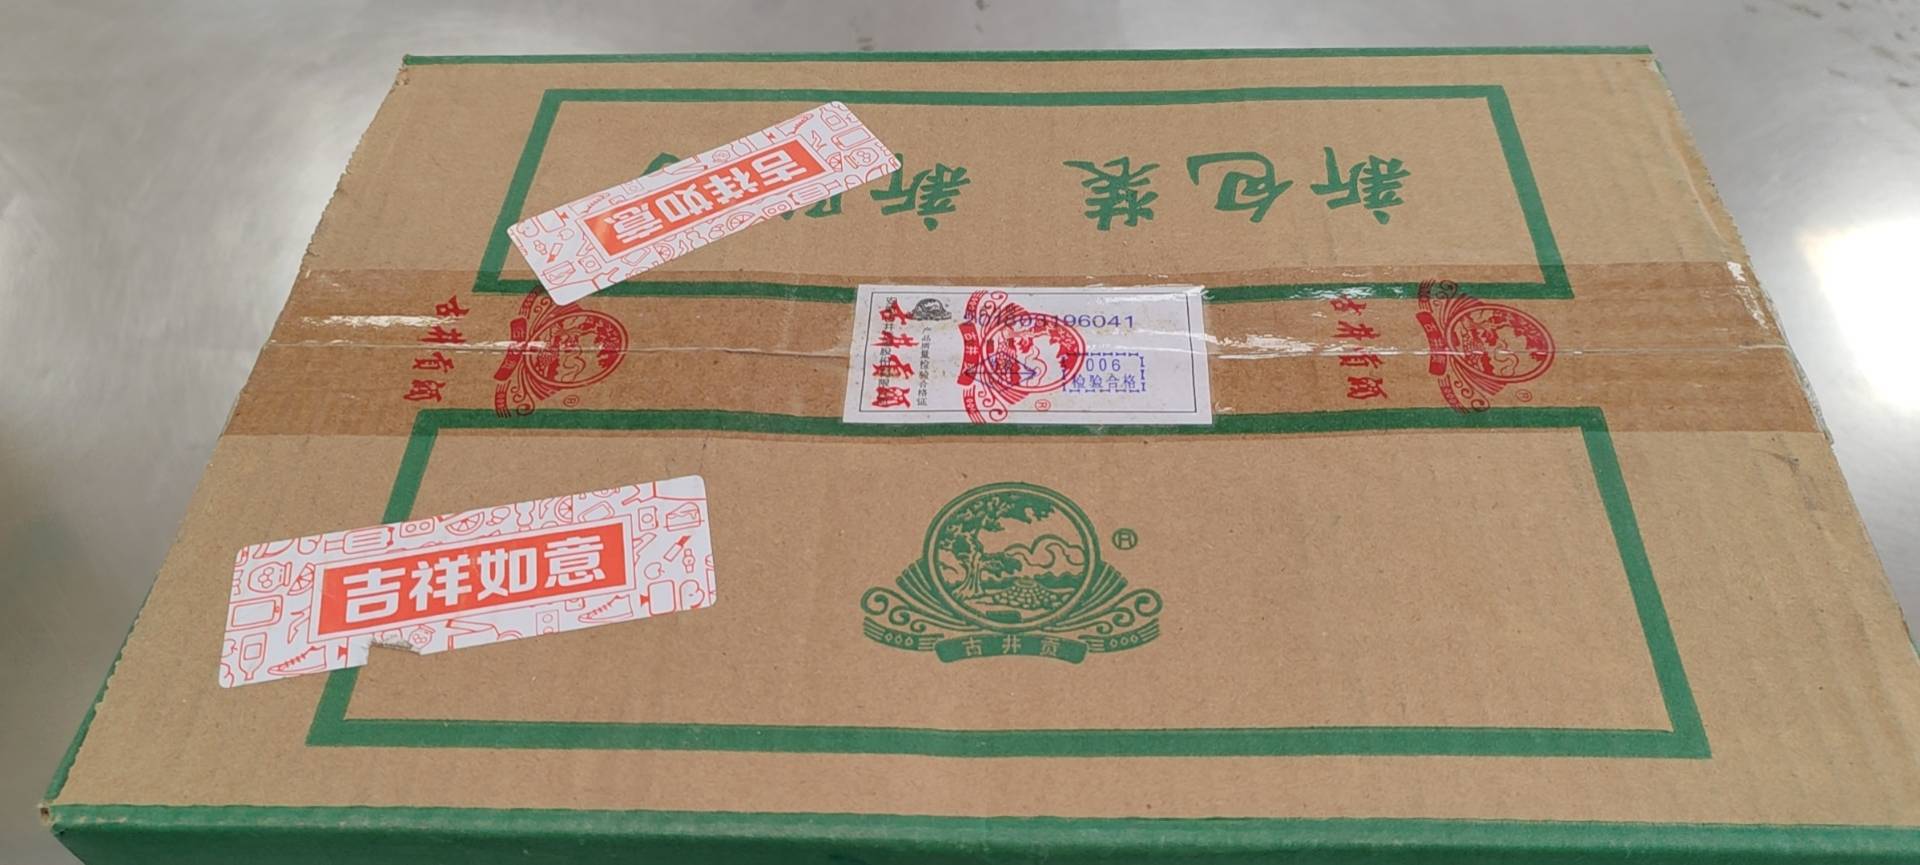 新包装 新
吉祥如意
古井贡酒
古井贡酒
古井贡酒
产品质量检验合格证
006
检验合格
吉祥如意
古井贡
®